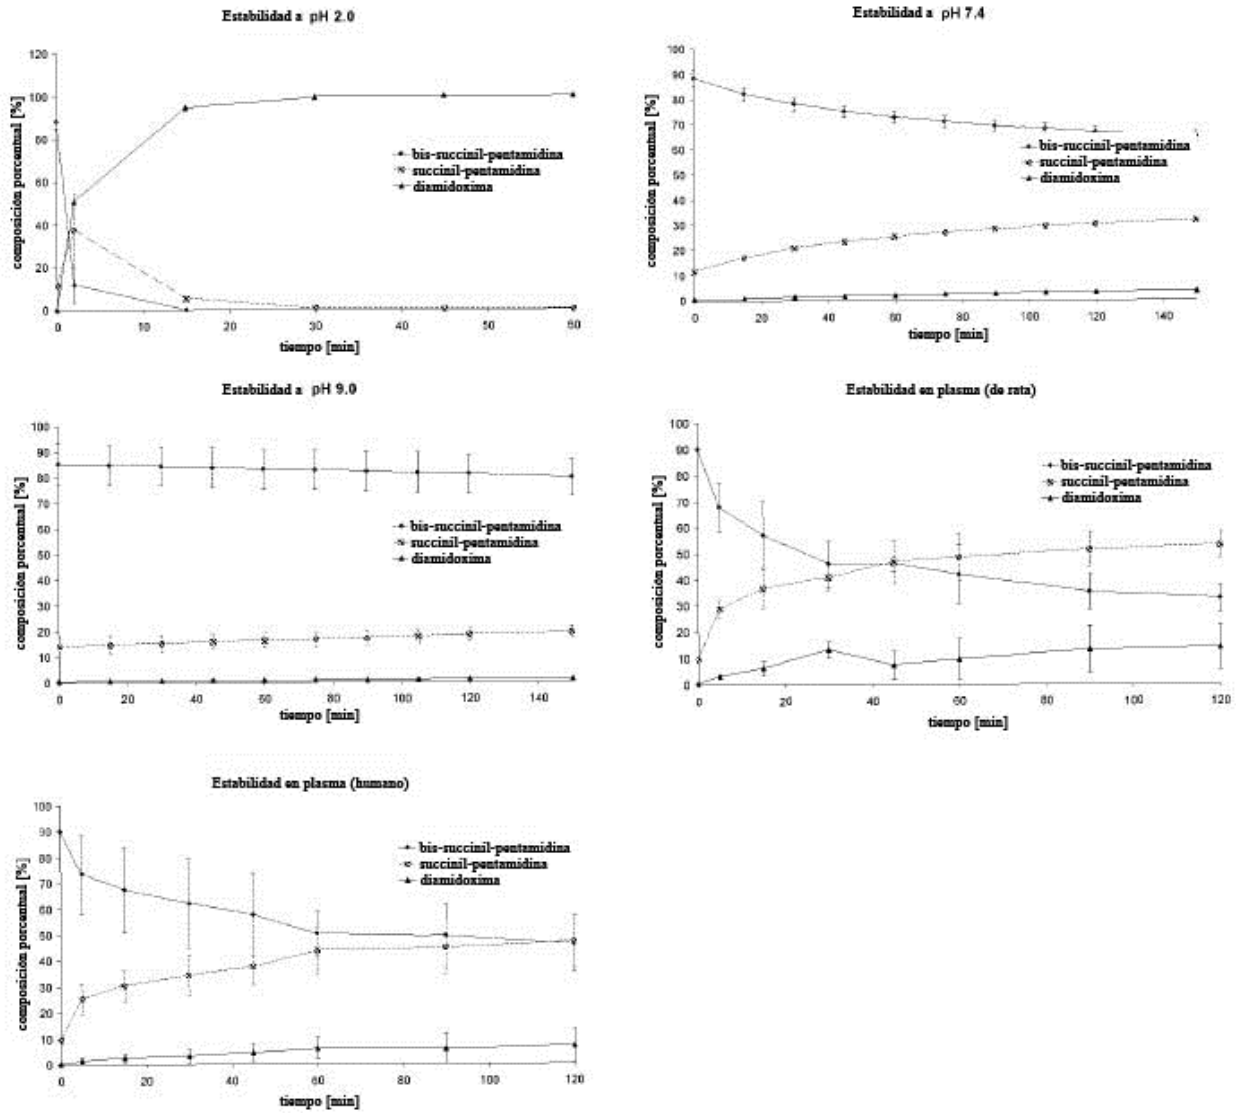 Estabilidad a pH 2.0
composición porcentual [%]
120
100
80
60
40
20
0
bis-succinil-pentamidina
succinil-pentamidina
diamidoxima
0 10 20 30 40 50 60
tiempo [min]
Estabilidad a pH 7.4
composición porcentual [%]
100
90
80
70
60
50
40
30
20
10
0
bis-succinil-pentamidina
succinil-pentamidina
diamidoxima
0 20 40 60 80 100 120 140
tiempo [min]
Estabilidad a pH 9.0
composición porcentual [%]
100
90
80
70
60
50
40
30
20
10
0
bis-succinil-pentamidina
succinil-pentamidina
diamidoxima
0 20 40 60 80 100 120 140
tiempo [min]
Estabilidad en plasma (de rata)
composición porcentual [%]
100
90
80
70
60
50
40
30
20
10
0
bis-succinil-pentamidina
succinil-pentamidina
diamidoxima
0 20 40 60 80 100 120
tiempo [min]
Estabilidad en plasma (humano)
composición porcentual [%]
100
90
80
70
60
50
40
30
20
10
0
bis-succinil-pentamidina
succinil-pentamidina
diamidoxima
0 20 40 60 80 100 120
tiempo [min]